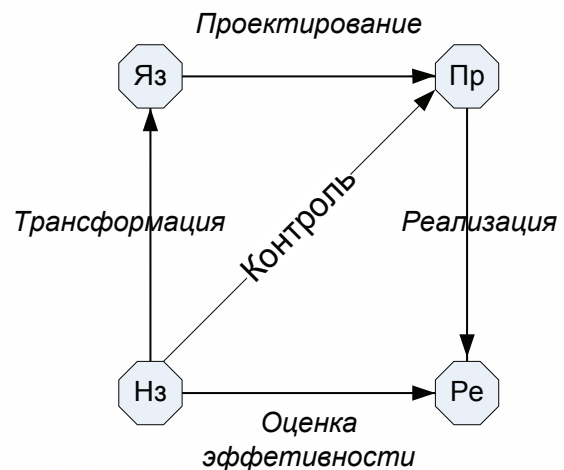 Проектирование
Яз
Пр
Трансформация
Контроль
Реализация
Нз
Ре
Оценка
эффетивности